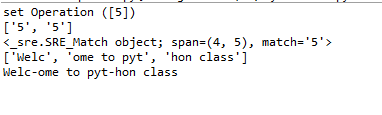 set Operation ([5])
['5', '5']
<_sre.SRE_Match object; span=(4, 5), match='5'>
['Welc', 'ome to pyt', 'hon class']
Welc-ome to pyt-hon class